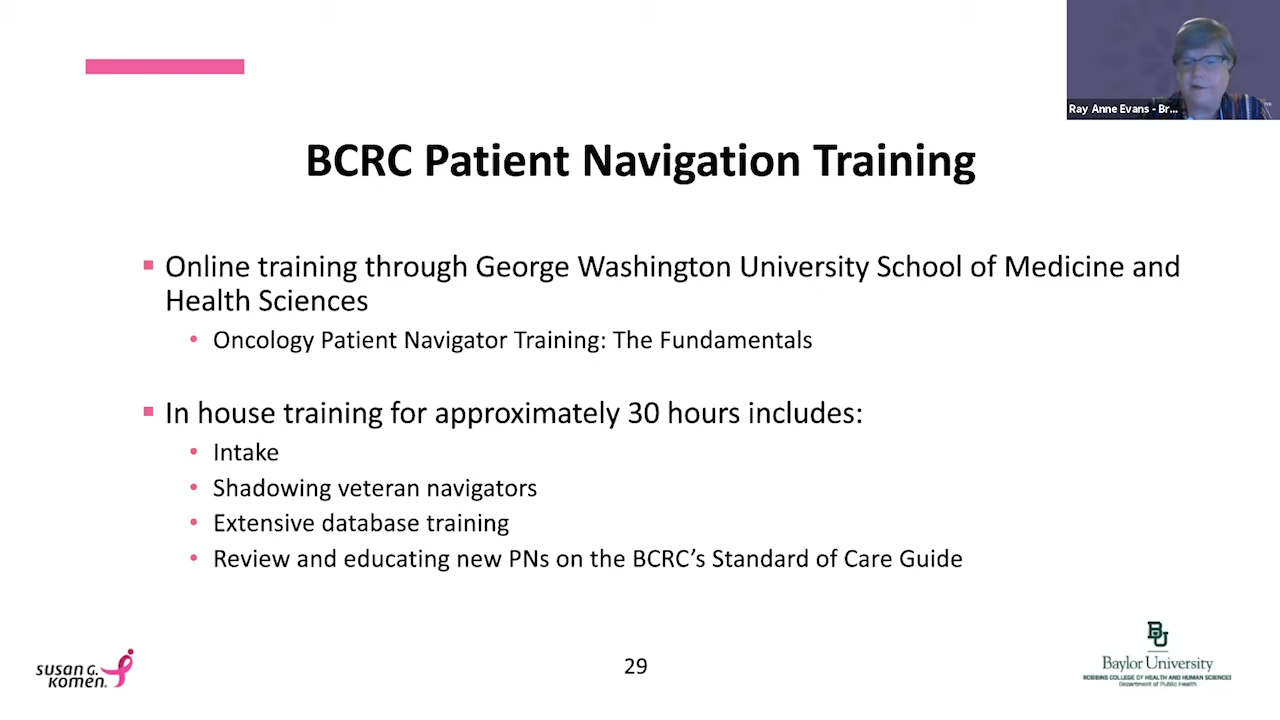 Ray Anne Evans - Br...
BCRC Patient Navigation Training
Online training through George Washington University School of Medicine and
Health Sciences
Oncology Patient Navigator Training: The Fundamentals
In house training for approximately 30 hours includes:
Intake
Shadowing veteran navigators
Extensive database training
Review and educating new PNs on the BCRC’s Standard of Care Guide
susan G.
komen.
29
BU
Baylor University
ROBBINS COLLEGE OF HEALTH AND HUMAN SCIENCES
Department of Public Health